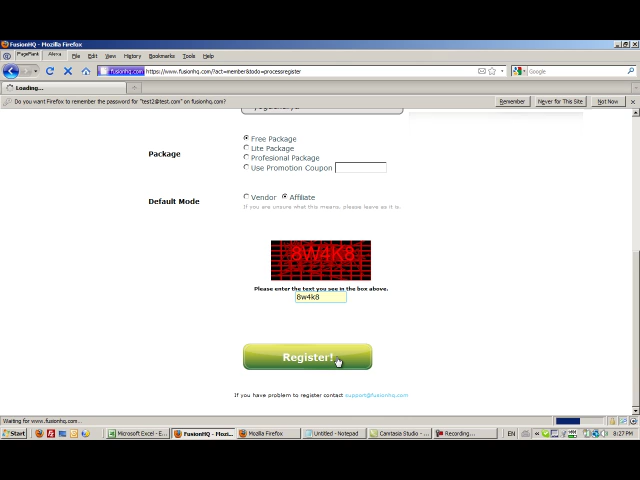 FusionHQ - Mozilla Firefox
PageRank Alexa File Edit View History Bookmarks Tools Help
fusionhq.com https://www.fusionhq.com/?act=member&todo=processregister
Google
Loading...
Do you want Firefox to remember the password for "test2@test.com" on fusionhq.com?
Remember
Never for This Site
Not Now
Package
Free Package
Lite Package
Profesional Package
Use Promotion Coupon
Default Mode
Vendor Affiliate
If you are unsure what this means, please leave as it is.
8W4K8
Please enter the text you see in the box above.
8w4k8
Register!
If you have problem to register contact support@fusionhq.com
Waiting for www.fusionhq.com...
Start
Microsoft Excel - E...
FusionHQ - Mozi...
Mozilla Firefox
Untitled - Notepad
Camtasia Studio - ...
Recording...
EN
8:27 PM